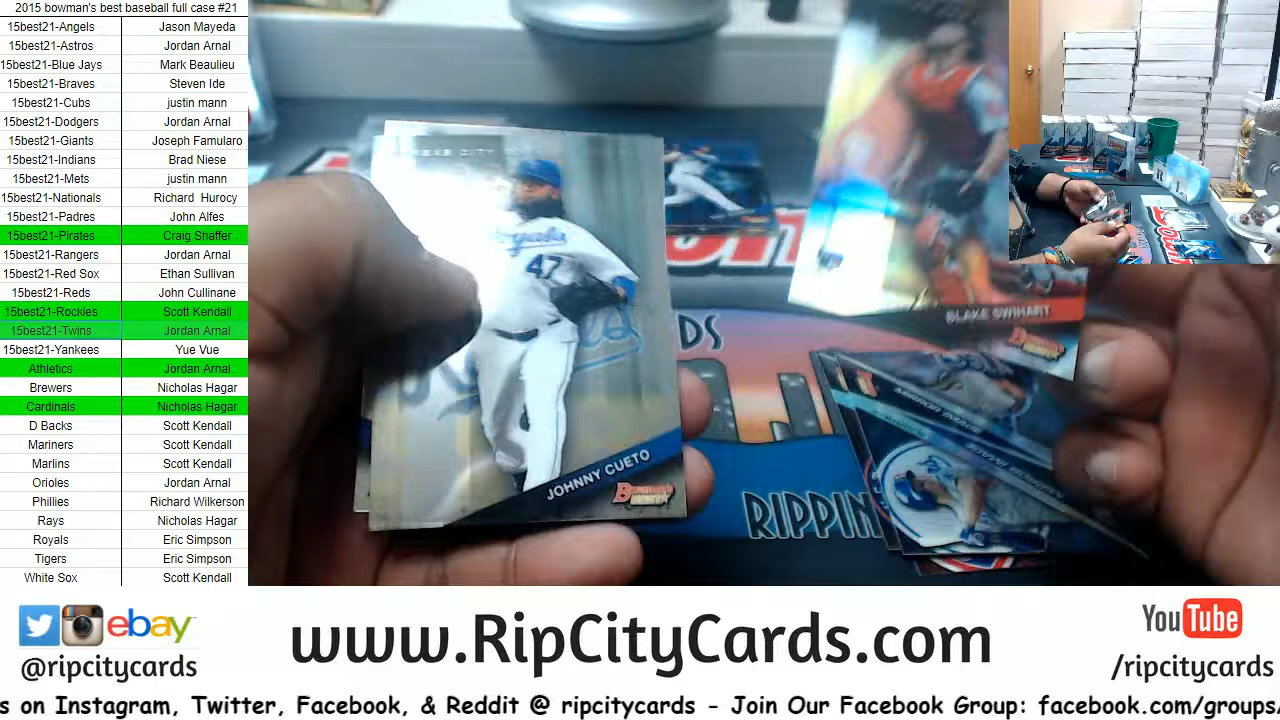 2015 bowman's best baseball full case #21
15best21-Angels Jason Mayeda
15best21-Astros Jordan Arnal
15best21-Blue Jays Mark Beaulieu
15best21-Braves Steven Ide
15best21-Cubs justin mann
15best21-Dodgers Jordan Arnal
15best21-Giants Joseph Famularo
15best21-Indians Brad Niese
15best21-Mets justin mann
15best21-Nationals Richard Hurocy
15best21-Padres John Alfes
15best21-Pirates Craig Shaffer
15best21-Rangers Jordan Arnal
15best21-Red Sox Ethan Sullivan
15best21-Reds John Cullinane
15best21-Rockies Scott Kendall
15best21-Twins Jordan Arnal
15best21-Yankees Yue Vue
Athletics Jordan Arnal
Brewers Nicholas Hagar
Cardinals Nicholas Hagar
D Backs Scott Kendall
Mariners Scott Kendall
Marlins Scott Kendall
Orioles Jordan Arnal
Phillies Richard Wilkerson
Rays Nicholas Hagar
Royals Eric Simpson
Tigers Eric Simpson
White Sox Scott Kendall
47
JOHNNY CUETO
BLAKE SWIHART
MIRROR IMAGE
RIPPIN
ebay
@ripcitycards
www.RipCityCards.com
YouTube
/ripcitycards
s on Instagram, Twitter, Facebook, & Reddit @ ripcitycards - Join Our Facebook Group: facebook.com/groups/